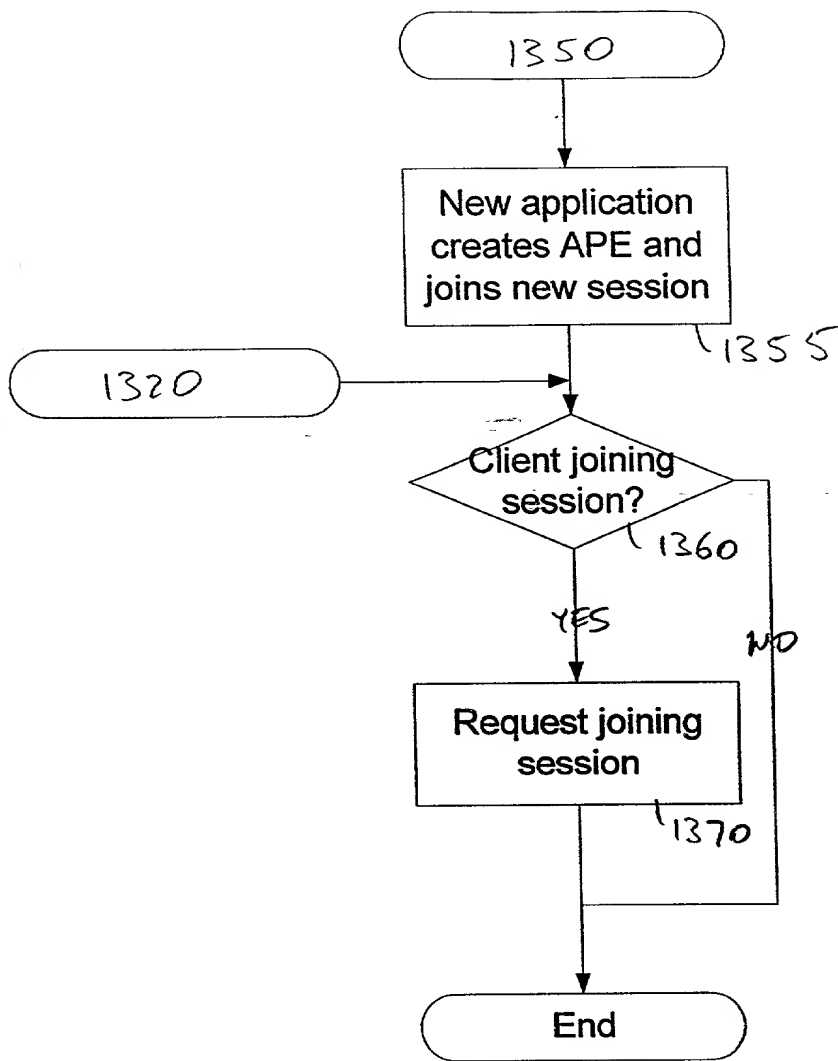 1350
New application
creates APE and
joins new session
1355
1320
Client joining
session?
1360
YES
NO
Request joining
session
1370
End